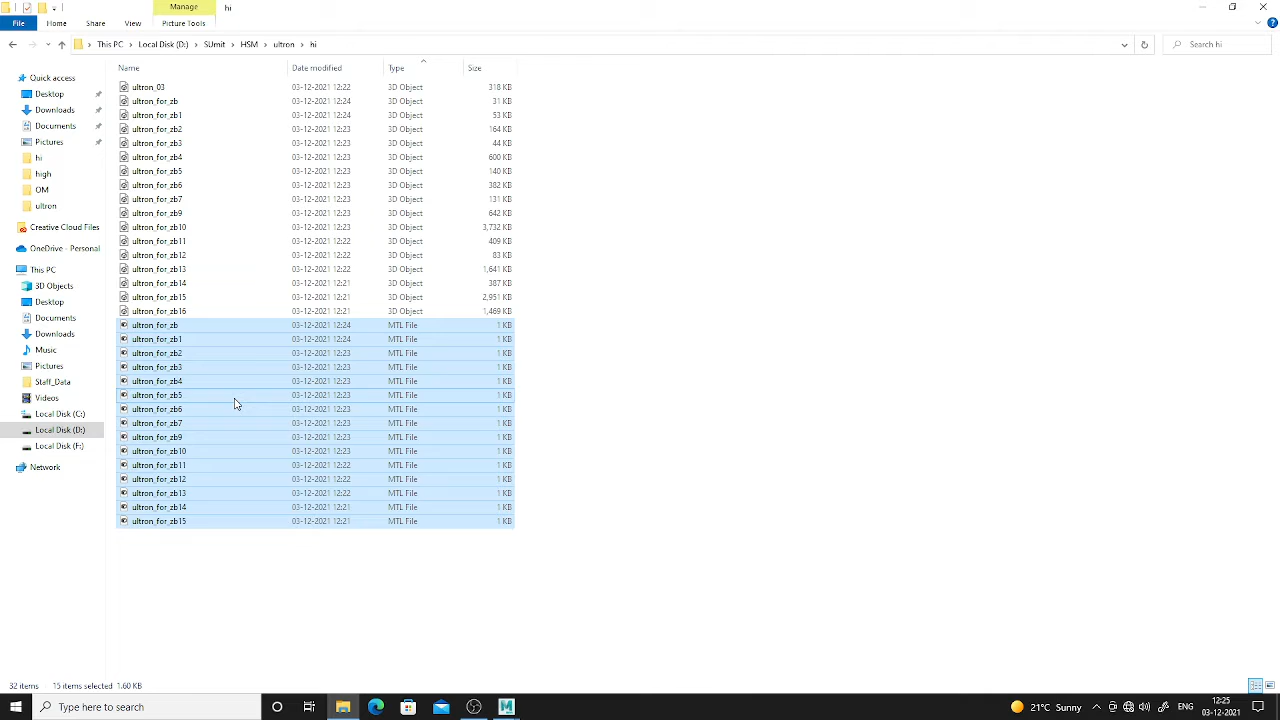 Manage hi
File Home Share View Picture Tools
This PC Local Disk (D:) SUmit HSM ultron hi Search hi
Name Date modified Type Size
Quick access
Desktop
Downloads
Documents
Pictures
hi
high
OM
ultron
Creative Cloud Files
OneDrive - Personal
This PC
3D Objects
Desktop
Documents
Downloads
Music
Pictures
Staff_Data
Videos
Local Disk (C:)
Local Disk (D:)
Local Disk (F:)
Network
ultron_03 03-12-2021 12:22 3D Object 318 KB
ultron_for_zb 03-12-2021 12:24 3D Object 31 KB
ultron_for_zb1 03-12-2021 12:24 3D Object 53 KB
ultron_for_zb2 03-12-2021 12:23 3D Object 164 KB
ultron_for_zb3 03-12-2021 12:23 3D Object 44 KB
ultron_for_zb4 03-12-2021 12:23 3D Object 600 KB
ultron_for_zb5 03-12-2021 12:23 3D Object 140 KB
ultron_for_zb6 03-12-2021 12:23 3D Object 382 KB
ultron_for_zb7 03-12-2021 12:23 3D Object 131 KB
ultron_for_zb9 03-12-2021 12:23 3D Object 642 KB
ultron_for_zb10 03-12-2021 12:23 3D Object 3,732 KB
ultron_for_zb11 03-12-2021 12:22 3D Object 409 KB
ultron_for_zb12 03-12-2021 12:22 3D Object 83 KB
ultron_for_zb13 03-12-2021 12:22 3D Object 1,641 KB
ultron_for_zb14 03-12-2021 12:21 3D Object 387 KB
ultron_for_zb15 03-12-2021 12:21 3D Object 2,951 KB
ultron_for_zb16 03-12-2021 12:21 3D Object 1,469 KB
ultron_for_zb 03-12-2021 12:24 MTL File 1 KB
ultron_for_zb1 03-12-2021 12:24 MTL File 1 KB
ultron_for_zb2 03-12-2021 12:23 MTL File 1 KB
ultron_for_zb3 03-12-2021 12:23 MTL File 1 KB
ultron_for_zb4 03-12-2021 12:23 MTL File 1 KB
ultron_for_zb5 03-12-2021 12:23 MTL File 1 KB
ultron_for_zb6 03-12-2021 12:23 MTL File 1 KB
ultron_for_zb7 03-12-2021 12:23 MTL File 1 KB
ultron_for_zb9 03-12-2021 12:23 MTL File 1 KB
ultron_for_zb10 03-12-2021 12:23 MTL File 1 KB
ultron_for_zb11 03-12-2021 12:22 MTL File 1 KB
ultron_for_zb12 03-12-2021 12:22 MTL File 1 KB
ultron_for_zb13 03-12-2021 12:22 MTL File 1 KB
ultron_for_zb14 03-12-2021 12:21 MTL File 1 KB
ultron_for_zb15 03-12-2021 12:21 MTL File 1 KB
32 items 15 items selected 1.60 KB
Type here to search 21°C Sunny ENG 12:25
03-12-2021